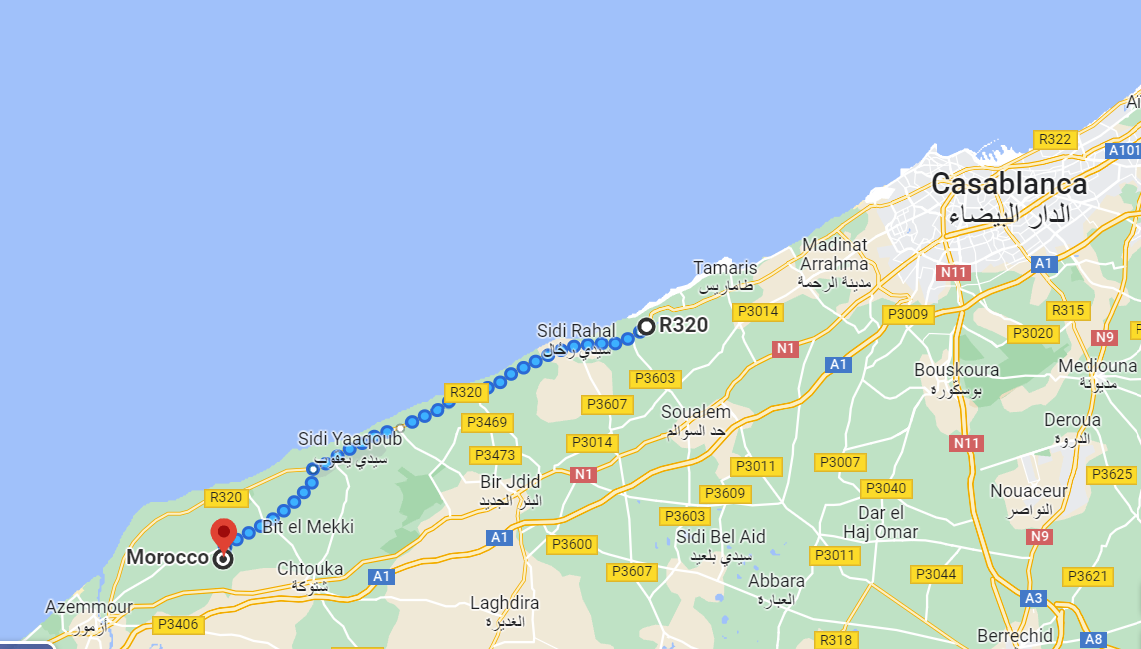 Aï
R322
A101
Casablanca
الدار البيضاء
Madinat
Arrahma
مدينة الرحمة
A1
N11
Tamaris
طاماريس
P3014
P3009
R315
P3020
N9
Sidi Rahal
سيدي رحال
R320
N1
A1
Bouskoura
بوسكورة
Mediouna
مديونة
P3603
R320
P3607
Soualem
حد السوالم
Deroua
الدروة
P3469
Sidi Yaaqoub
سيدي يعقوب
P3014
N11
P3473
N1
P3011
P3007
P3625
Bir Jdid
البئر الجديد
R320
P3609
P3040
Nouaceur
النواصر
Bit el Mekki
P3603
Dar el
Haj Omar
A1
P3600
Sidi Bel Aid
سيدي بلعيد
N9
Morocco
P3011
Chtouka
شتوكة
A1
P3607
Abbara
العبارة
P3044
P3621
Azemmour
أزمور
P3406
Laghdira
الغديرة
A3
R318
Berrechid
A8